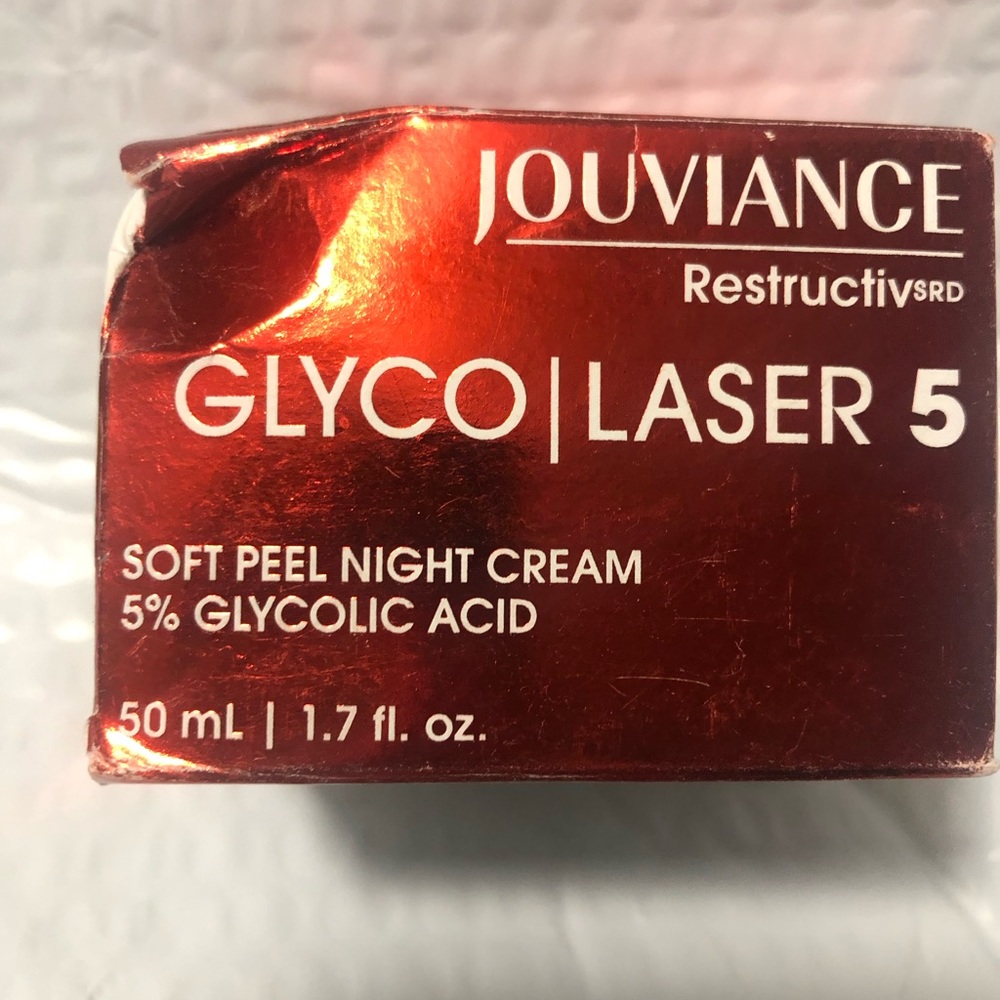 JOUVIANCE
RestructivSRD
GLYCO | LASER 5
SOFT PEEL NIGHT CREAM
5% GLYCOLIC ACID
50 mL | 1.7 fl. oz.